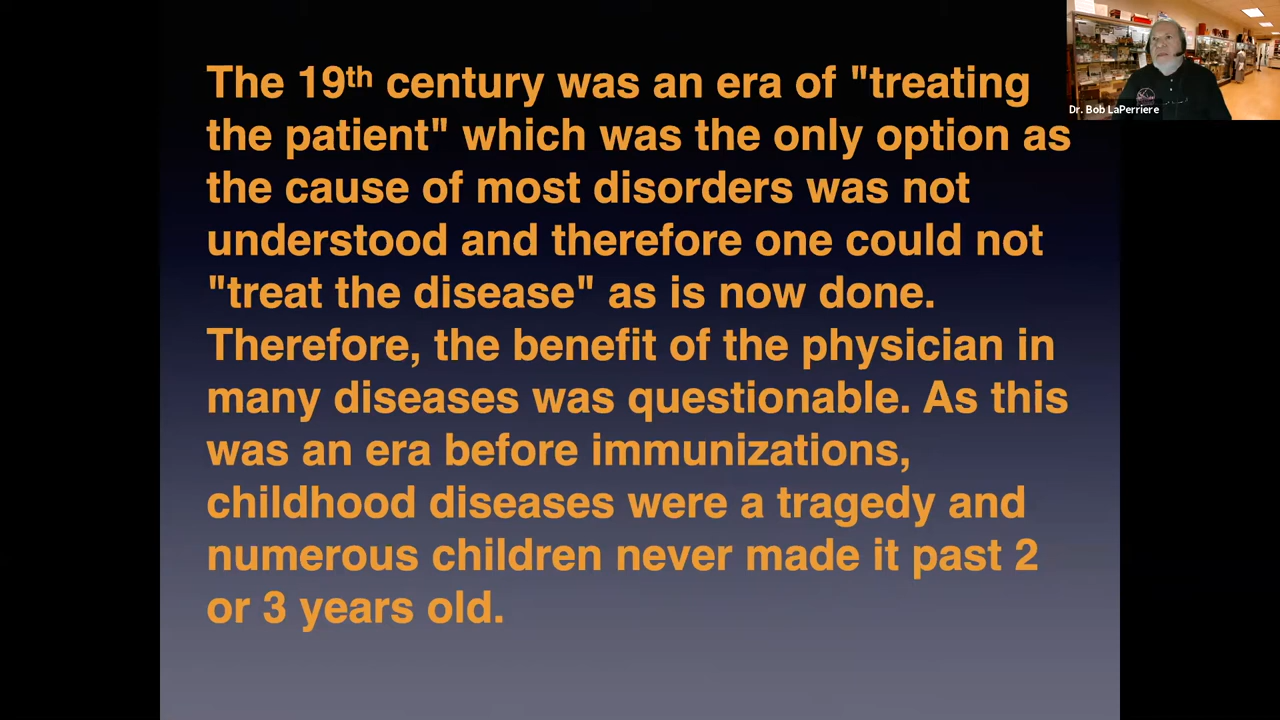 The 19th century was an era of "treating
the patient" which was the only option as
the cause of most disorders was not
understood and therefore one could not
"treat the disease" as is now done.
Therefore, the benefit of the physician in
many diseases was questionable. As this
was an era before immunizations,
childhood diseases were a tragedy and
numerous children never made it past 2
or 3 years old.
Dr. Bob LaPerriere